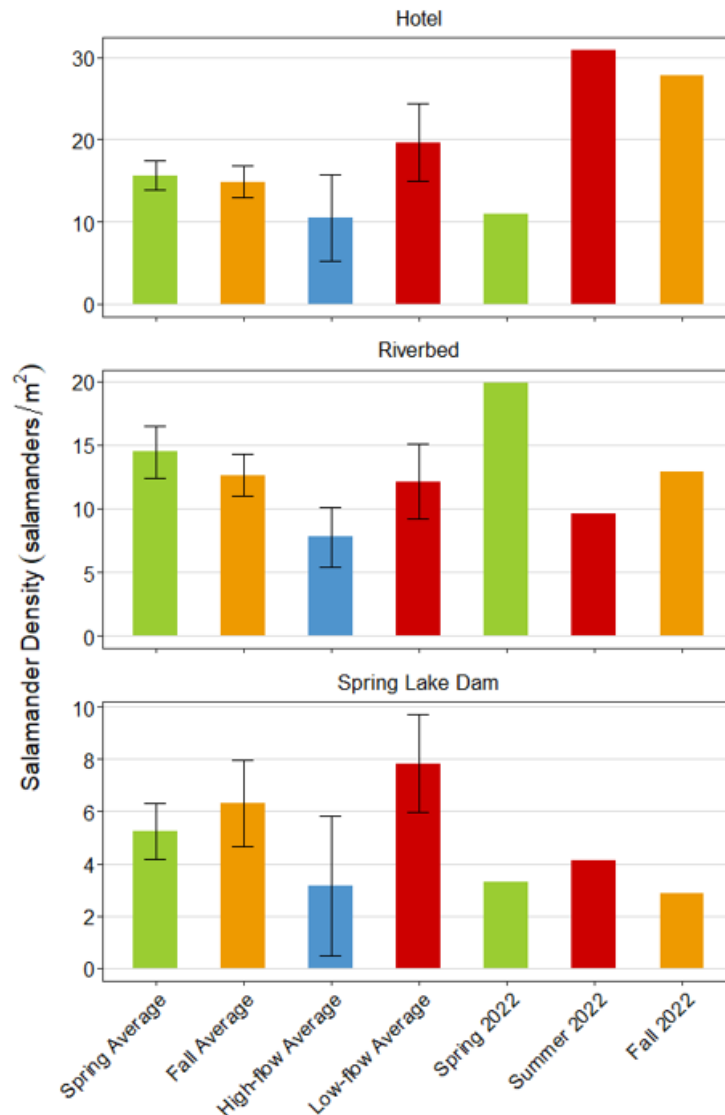 Hotel
30
20
10
0
Riverbed
20
15
10
5
0
Spring Lake Dam
10
8
6
4
2
0
Salamander Density (salamanders/m²)
Spring Average
Fall Average
High-flow Average
Low-flow Average
Spring 2022
Summer 2022
Fall 2022